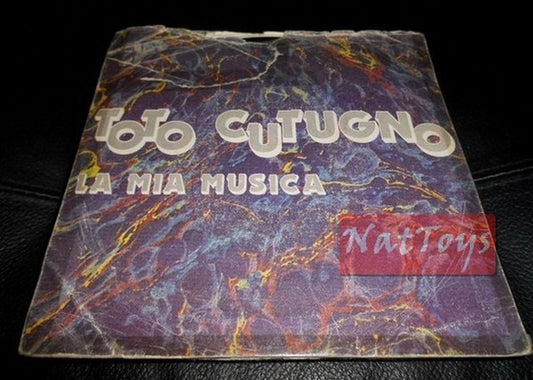 TOTO CUTUGNO
LA MIA MUSICA
NatToys